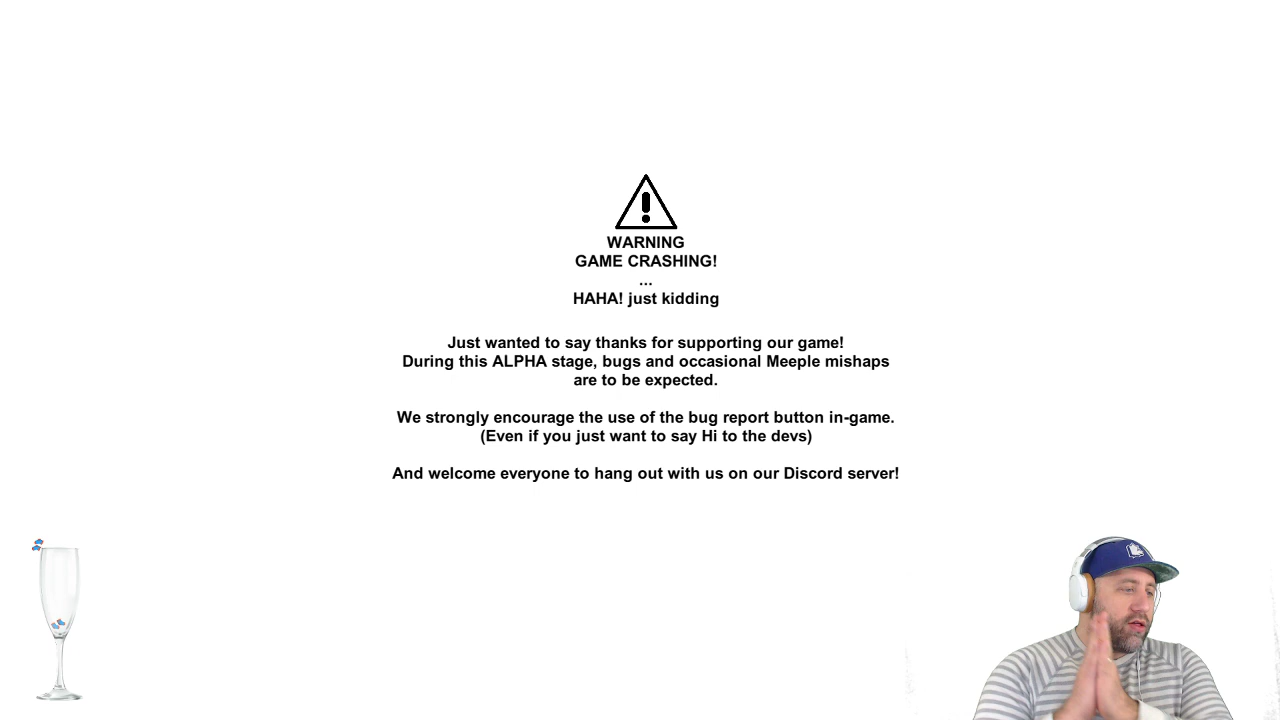 WARNING
GAME CRASHING!
...
HAHA! just kidding
Just wanted to say thanks for supporting our game!
During this ALPHA stage, bugs and occasional Meeple mishaps
are to be expected.
We strongly encourage the use of the bug report button in-game.
(Even if you just want to say Hi to the devs)
And welcome everyone to hang out with us on our Discord server!